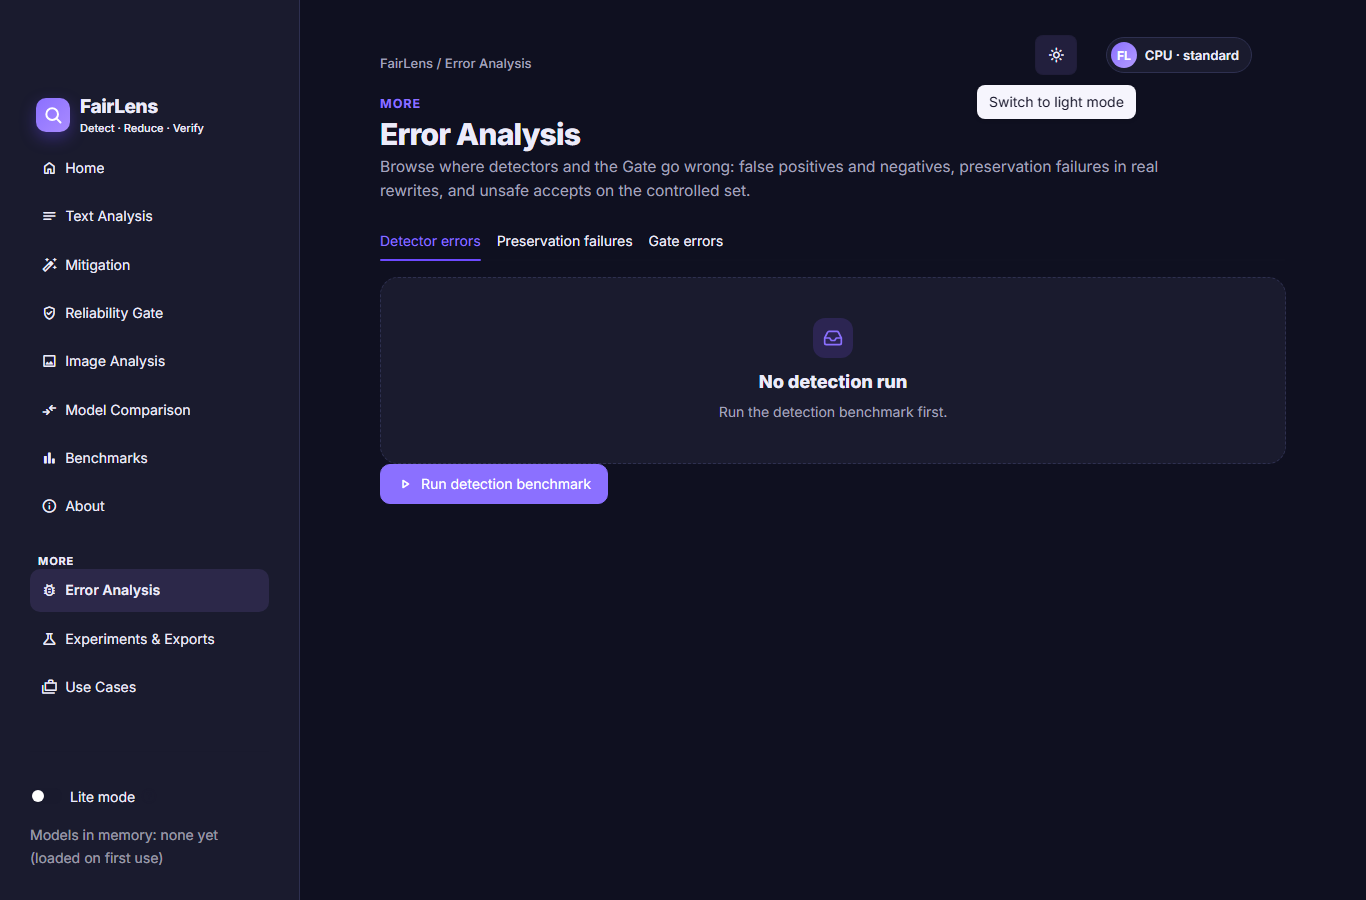 FairLens
Detect · Reduce · Verify
Home
Text Analysis
Mitigation
Reliability Gate
Image Analysis
Model Comparison
Benchmarks
About
MORE
Error Analysis
Experiments & Exports
Use Cases
Lite mode
Models in memory: none yet
(loaded on first use)
FairLens / Error Analysis
FL CPU · standard
Switch to light mode
MORE
Error Analysis
Browse where detectors and the Gate go wrong: false positives and negatives, preservation failures in real
rewrites, and unsafe accepts on the controlled set.
Detector errors Preservation failures Gate errors
No detection run
Run the detection benchmark first.
Run detection benchmark